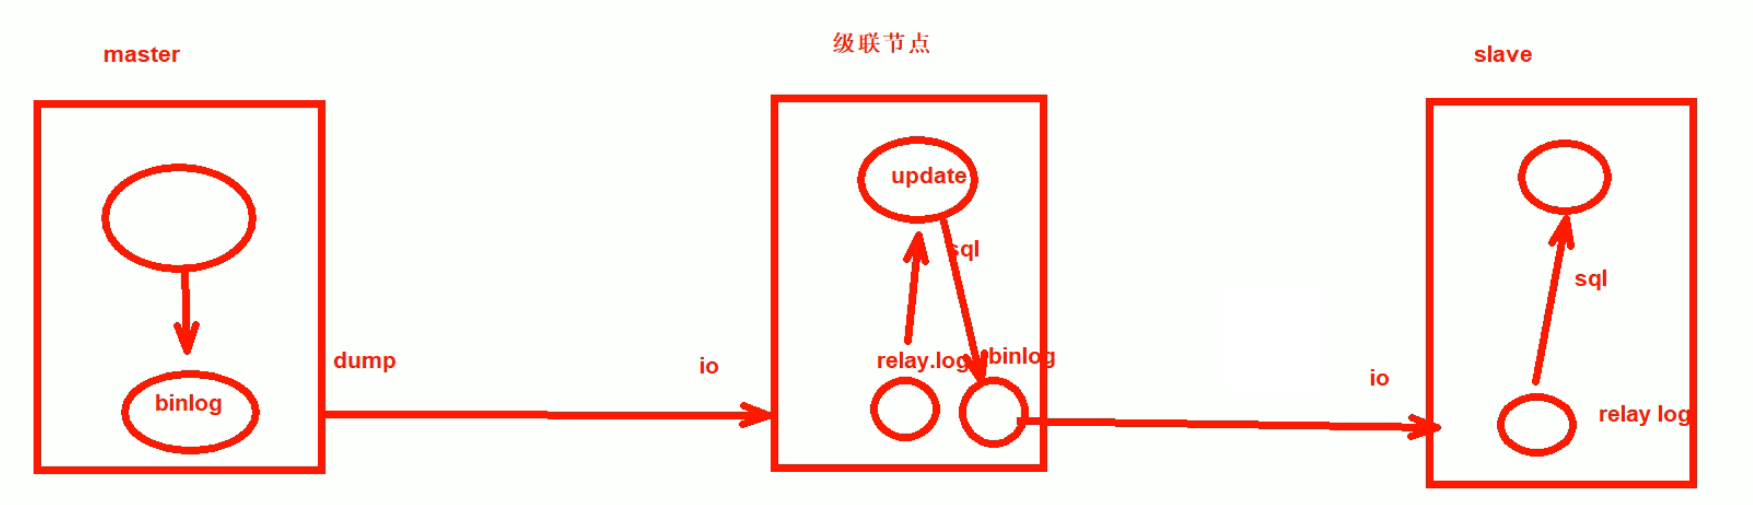 master
级联节点
slave
update
sql
sql
dump
io
relay.log
binlog
io
binlog
relay log